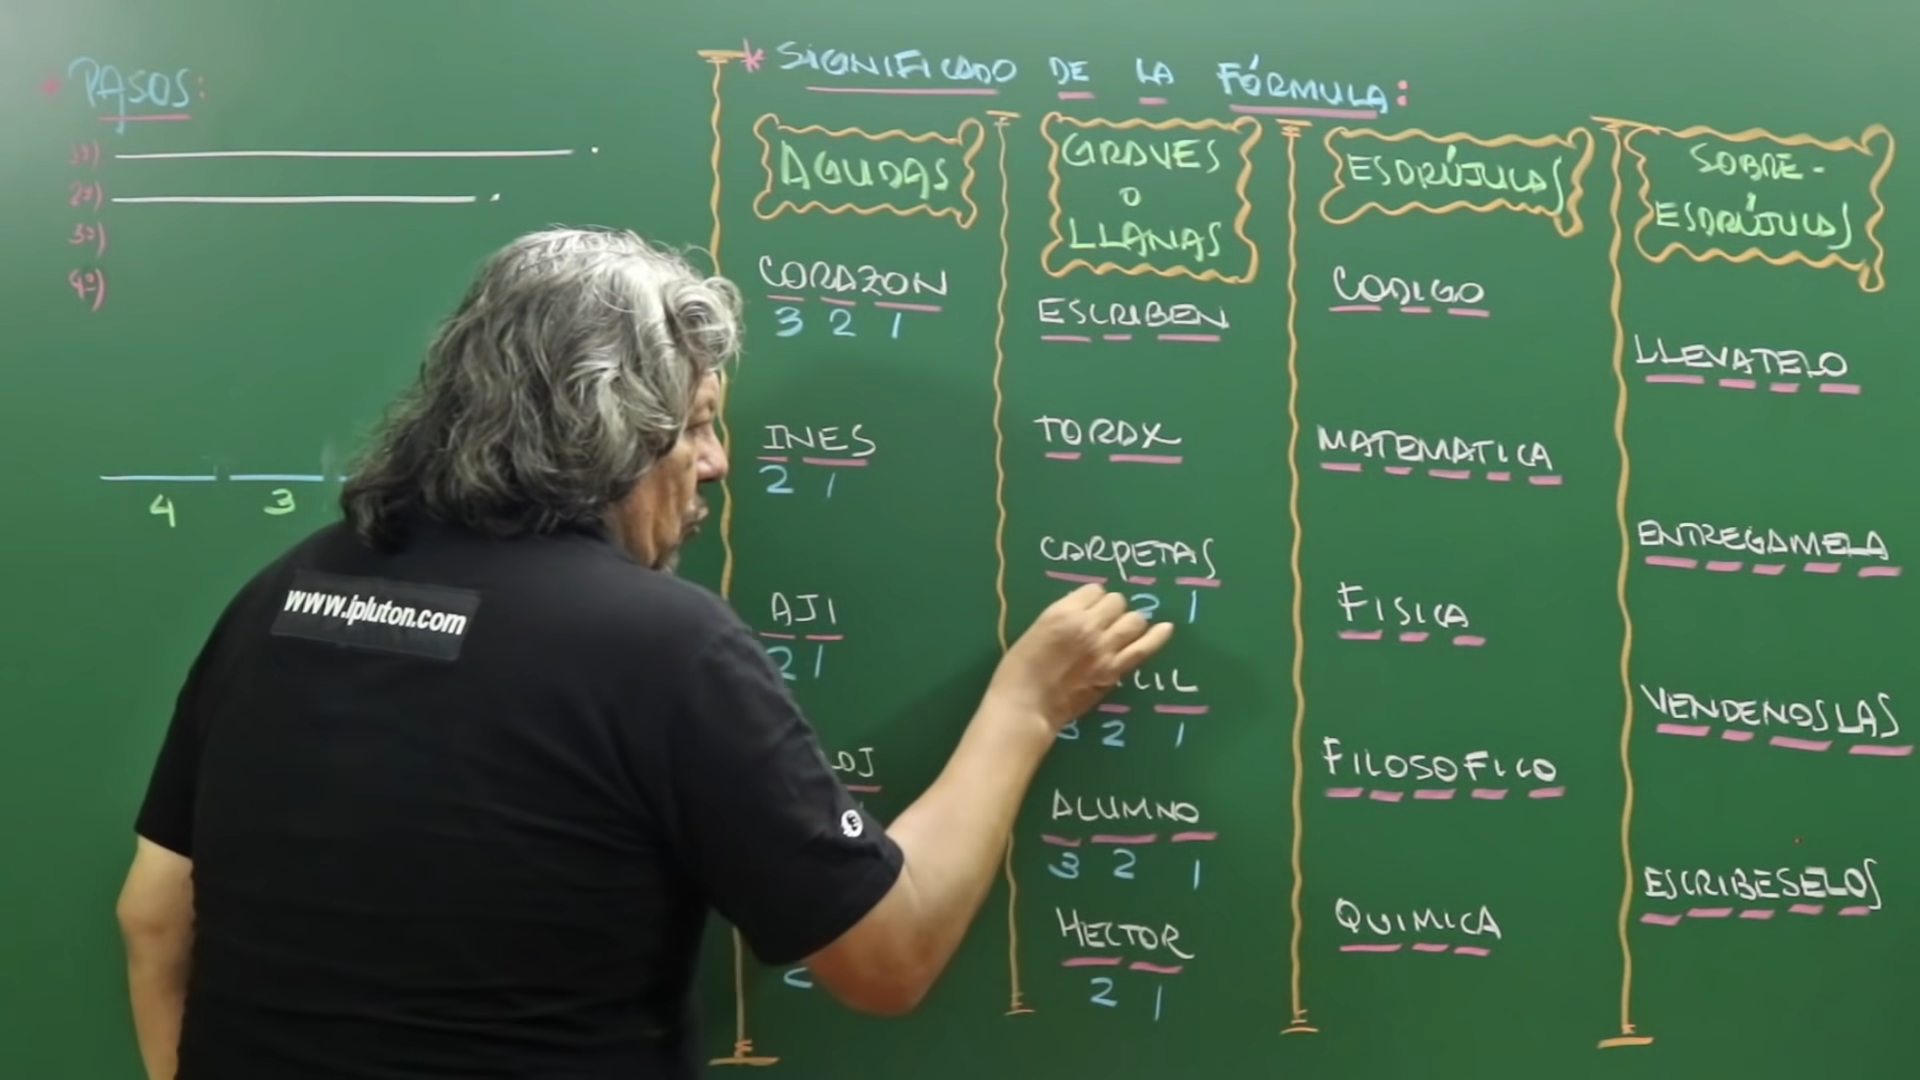 * PASOS:
1º)
2º)
3º)
4º)
4 3
www.ipluton.com
* SIGNIFICADO DE LA FÓRMULA:
AGUDAS
CORAZON
3 2 1
INES
2 1
AJI
2 1
GRAVES
O
LLANAS
ESCRIBEN
TORAX
CARPETAS
2 1
CIL
3 2 1
ALUMNO
3 2 1
HECTOR
2 1
ESDRÚJULAS
CODIGO
MATEMATICA
FISICA
FILOSOFICO
QUIMICA
SOBRE-
ESDRÚJULAS
LLEVATELO
ENTREGAMELA
VENDENOSLAS
ESCRIBESELOS